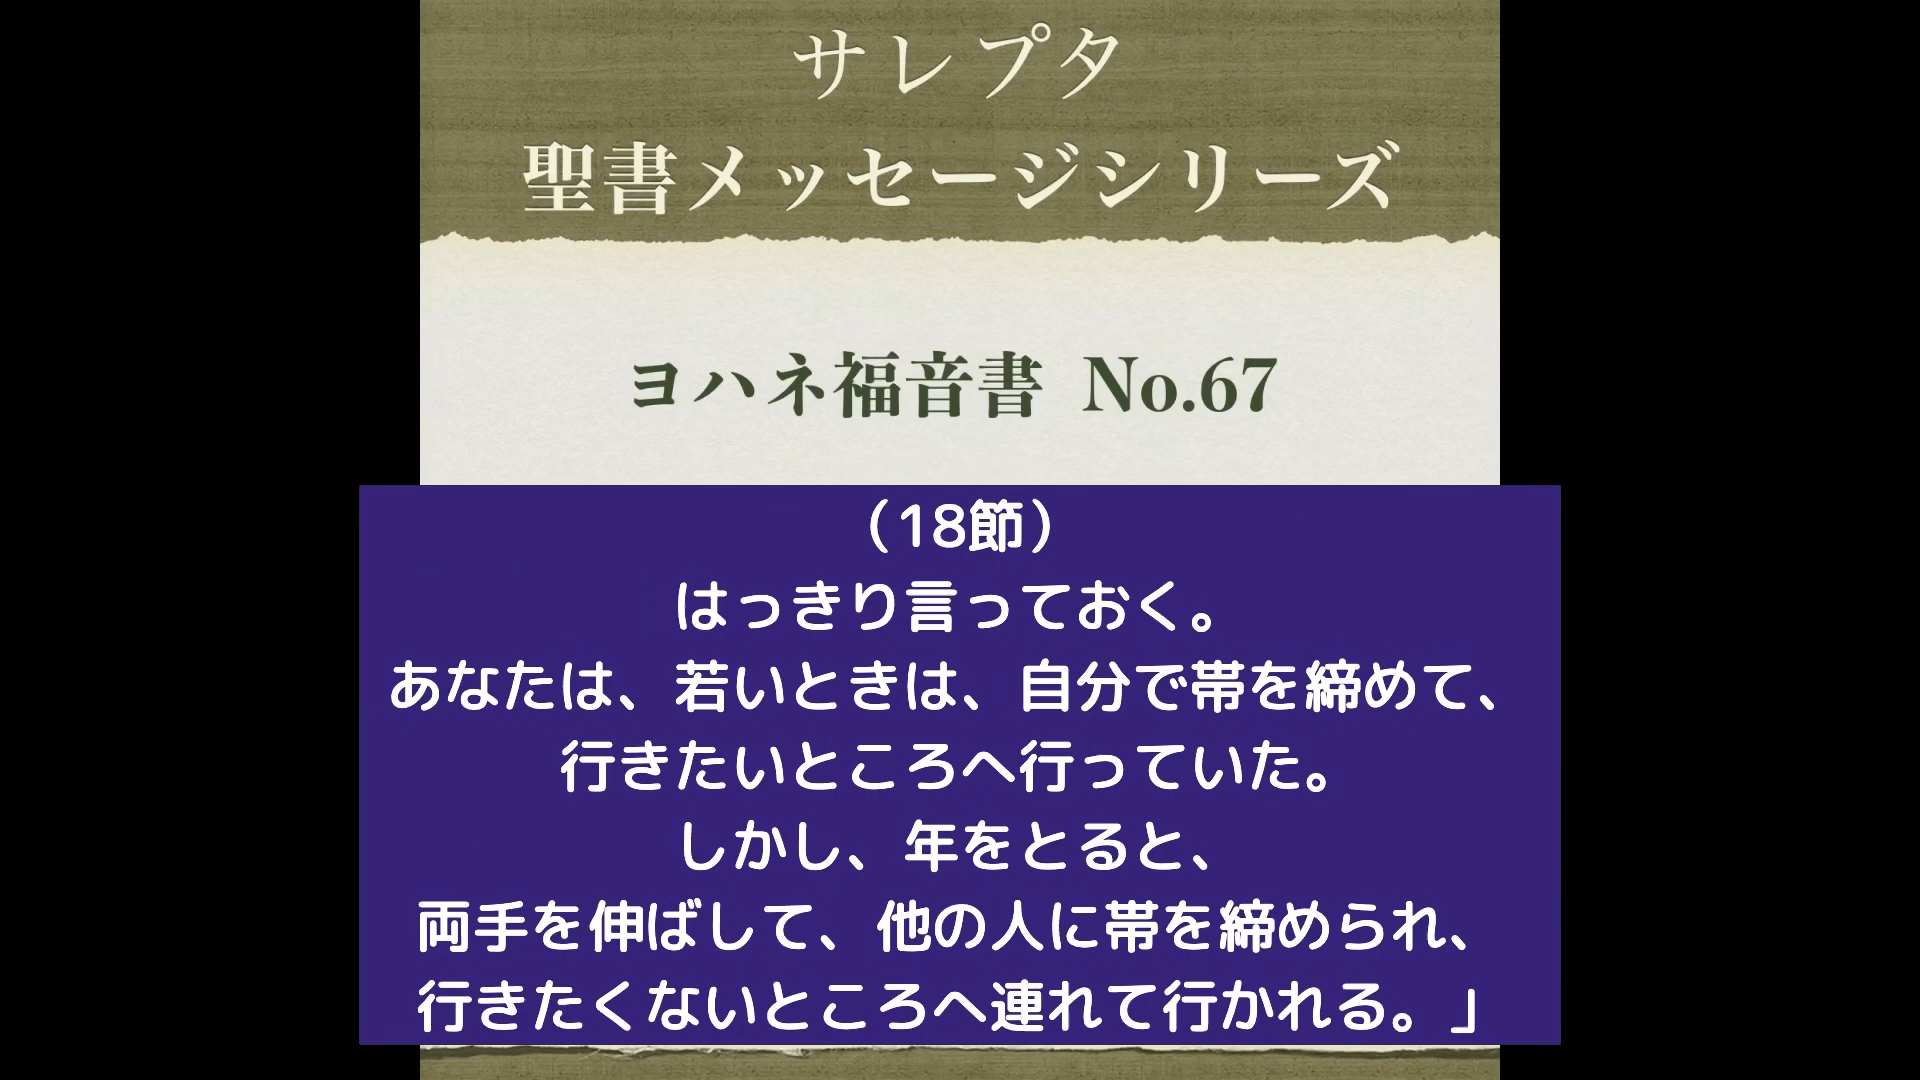 サレプタ
聖書メッセージシリーズ
ヨハネ福音書 No.67
（18節）
はっきり言っておく。
あなたは、若いときは、自分で帯を締めて、
行きたいところへ行っていた。
しかし、年をとると、
両手を伸ばして、他の人に帯を締められ、
行きたくないところへ連れて行かれる。」